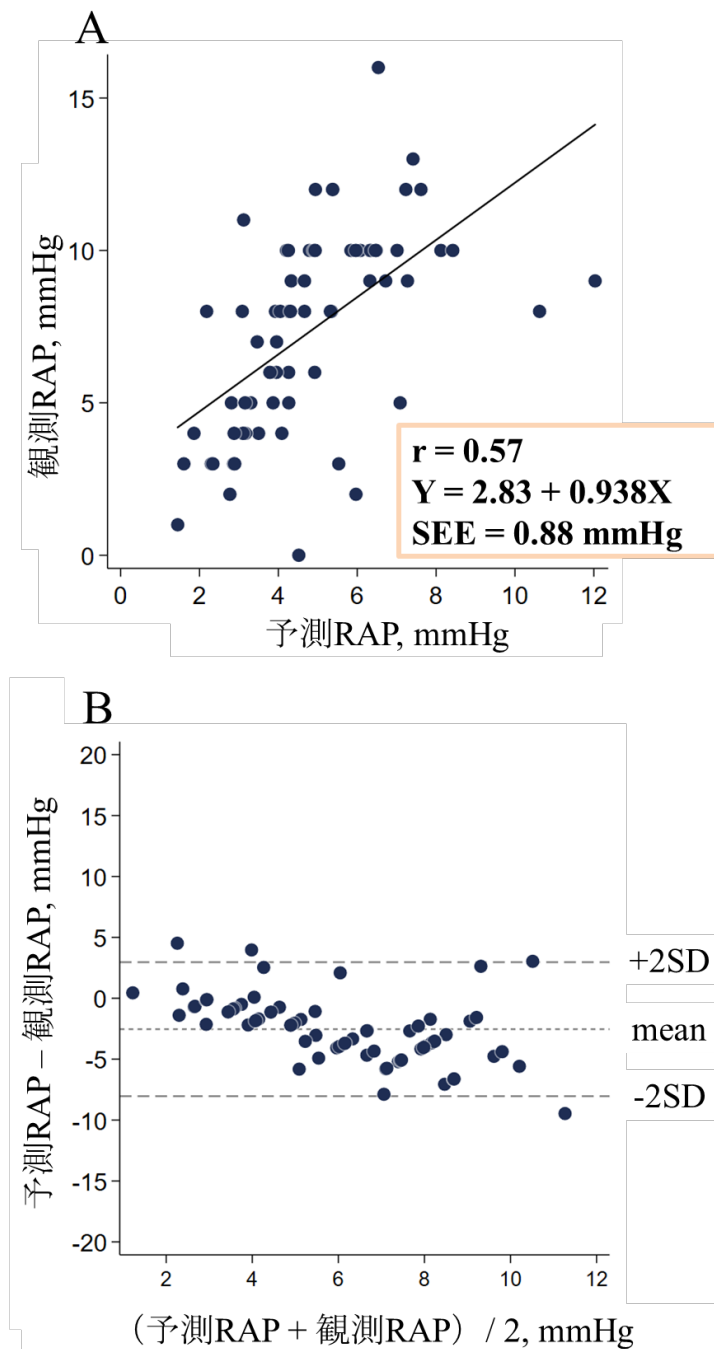 A
観測RAP, mmHg
15
10
5
0
r = 0.57
Y = 2.83 + 0.938X
SEE = 0.88 mmHg
0 2 4 6 8 10 12
予測RAP, mmHg
B
予測RAP – 観測RAP, mmHg
20
15
10
5
0
-5
-10
-15
-20
+2SD
mean
-2SD
2 4 6 8 10 12
（予測RAP + 観測RAP）/ 2, mmHg